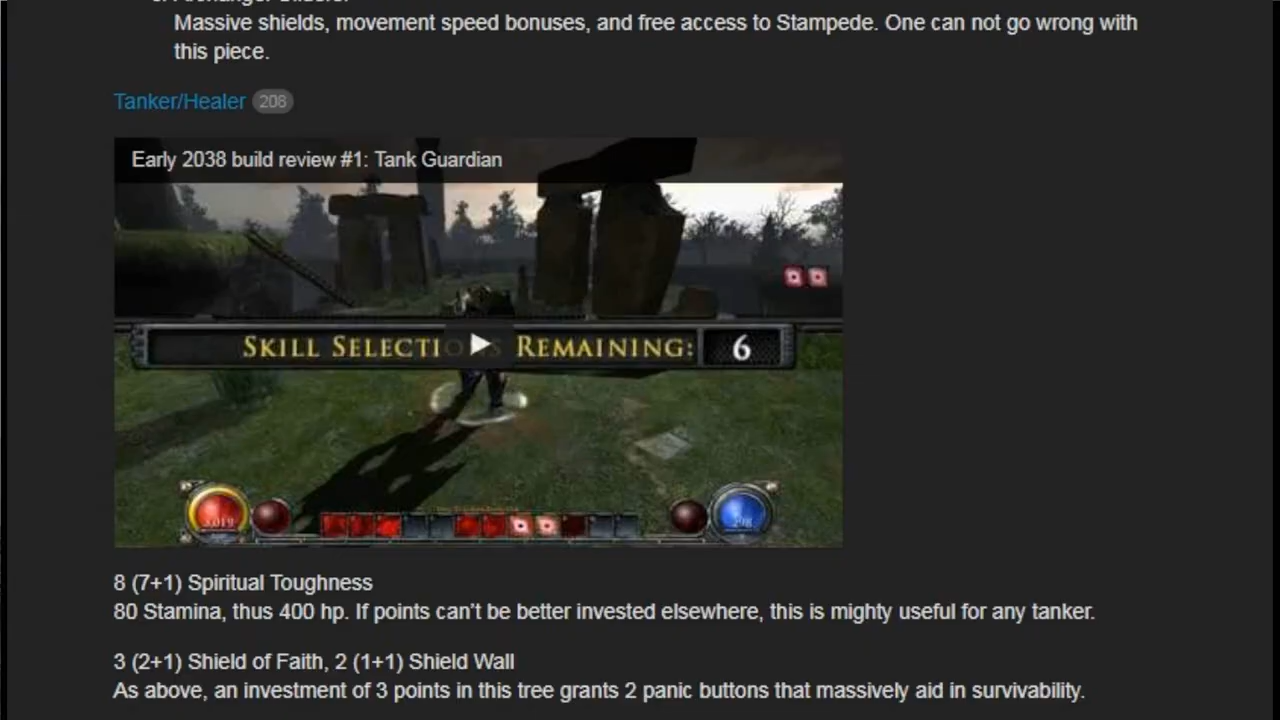 Massive shields, movement speed bonuses, and free access to Stampede. One can not go wrong with
this piece.
Tanker/Healer 208
Early 2038 build review #1: Tank Guardian
SKILL SELECTIONS REMAINING: 6
8 (7+1) Spiritual Toughness
80 Stamina, thus 400 hp. If points can't be better invested elsewhere, this is mighty useful for any tanker.
3 (2+1) Shield of Faith, 2 (1+1) Shield Wall
As above, an investment of 3 points in this tree grants 2 panic buttons that massively aid in survivability.